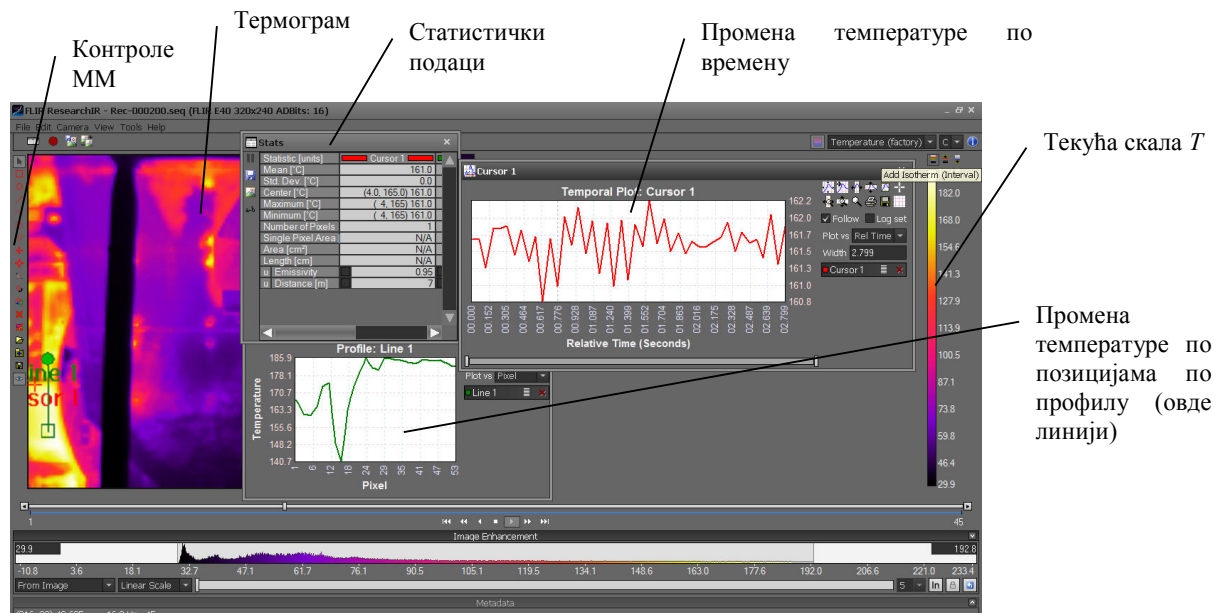 Термограм
Контроле
ММ
Статистички
подаци
Промена температуре по
времену
Текућа скала T
Промена
температуре по
позицијама по
профилу (овде
линији)
FLIR ResearchIR - Rec-000200.seq (FLIR E40 320x240 ADBits: 16)
File Edit Camera View Tools Help
Temperature (factory) C
Add Isotherm (Interval)
Stats
Statistic [units] Cursor 1
Mean [°C] 161.0
Std. Dev. [°C] 0.0
Center [°C] (4.0, 165.0) 161.0
Maximum [°C] ( 4, 165) 161.0
Minimum [°C] ( 4, 165) 161.0
Number of Pixels 1
Single Pixel Area N/A
Area [cm²] N/A
Length [cm] N/A
u Emissivity 0.95
u Distance [m] 7
Cursor 1
Temporal Plot: Cursor 1
162.2
162.0
161.7
161.5
161.3
161.0
160.8
00.000 00.152 00.305 00.464 00.617 00.776 00.928 01.087 01.240 01.399 01.552 01.704 01.863 02.016 02.175 02.328 02.487 02.639 02.799
Relative Time (Seconds)
Follow Log set
Plot vs Rel Time
Width 2.799
Cursor 1
182.0
168.0
154.6
141.3
127.9
113.9
100.5
87.1
73.8
59.8
46.4
29.9
ine 1
sor 1
Profile: Line 1
Temperature
185.9
178.1
170.7
163.3
155.6
148.2
140.7
1 6 12 18 24 29 35 41 47 53
Pixel
Plot vs Pixel
Line 1
1 45
Image Enhancement
29.9 192.8
-10.8 3.6 18.1 32.7 47.1 61.7 76.1 90.5 105.1 119.5 134.1 148.6 163.0 177.6 192.0 206.6 221.0 233.4
From Image Linear Scale 5 In
Metadata